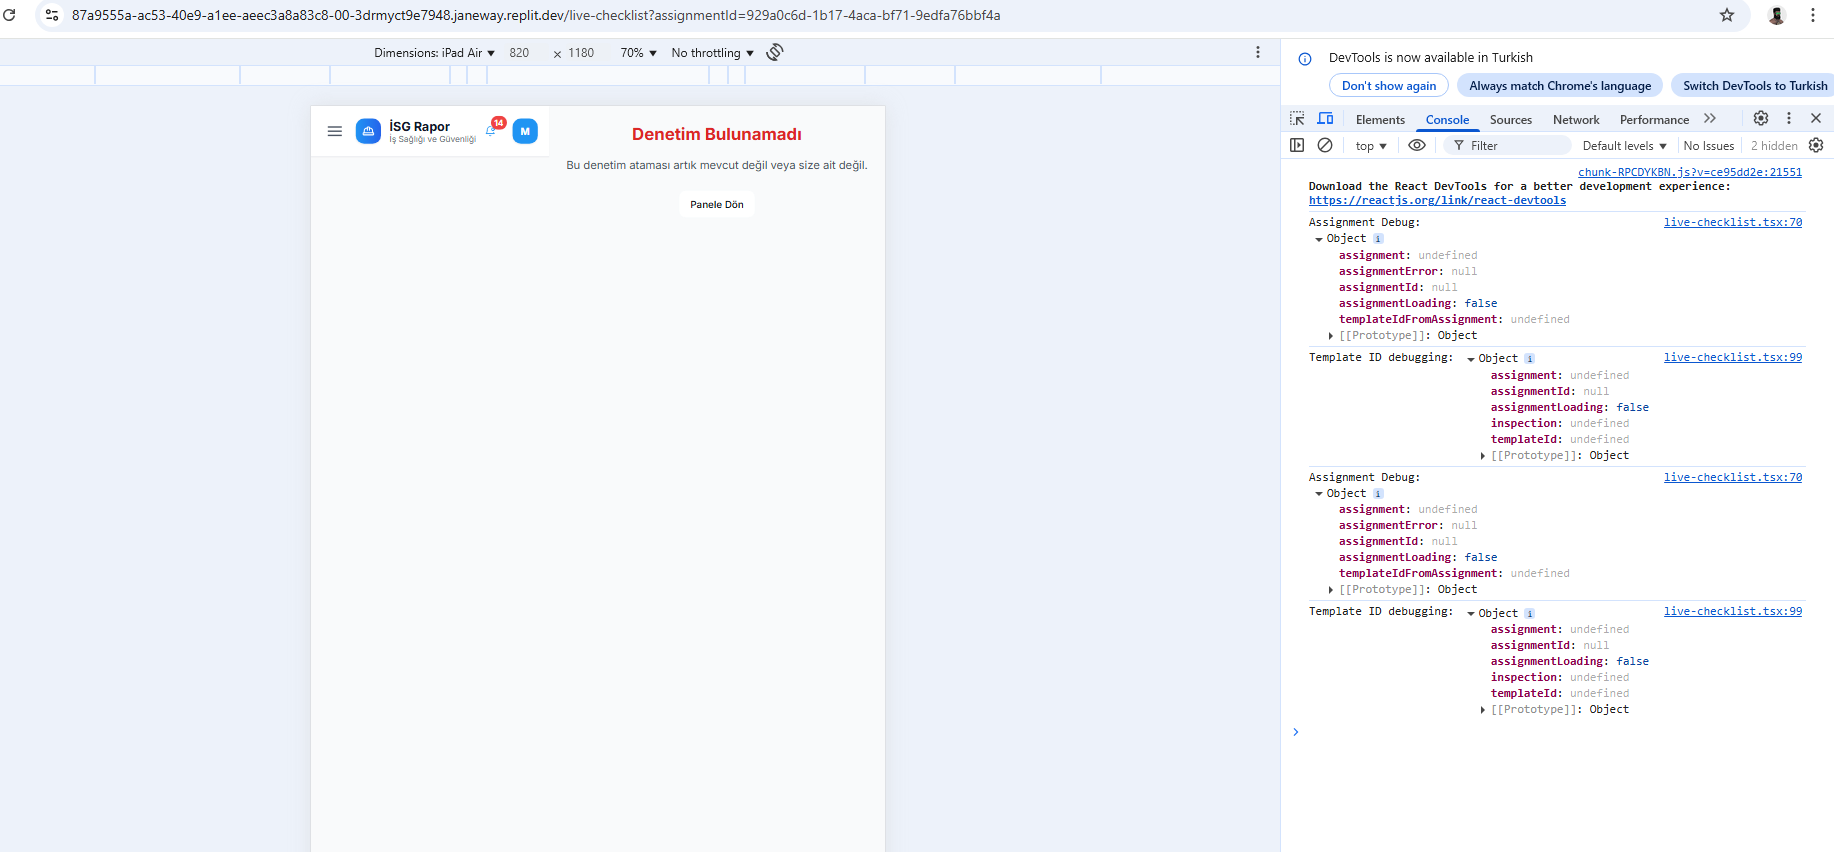 87a9555a-ac53-40e9-a1ee-aeec3a8a83c8-00-3drmyct9e7948.janeway.replit.dev/live-checklist?assignmentId=929a0c6d-1b17-4aca-bf71-9edfa76bbf4a
Dimensions: iPad Air ▼ 820 × 1180 70% ▼ No throttling ▼
İSG Rapor
İş Sağlığı ve Güvenliği
14
M
Denetim Bulunamadı
Bu denetim ataması artık mevcut değil veya size ait değil.
Panele Dön
DevTools is now available in Turkish
Don't show again Always match Chrome's language Switch DevTools to Turkish
Elements Console Sources Network Performance
top ▼ Filter Default levels ▼ No Issues 2 hidden
chunk-RPCDYKBN.js?v=ce95dd2e:21551
Download the React DevTools for a better development experience:
https://reactjs.org/link/react-devtools
Assignment Debug: live-checklist.tsx:70
Object i
assignment: undefined
assignmentError: null
assignmentId: null
assignmentLoading: false
templateIdFromAssignment: undefined
[[Prototype]]: Object
Template ID debugging: Object i live-checklist.tsx:99
assignment: undefined
assignmentId: null
assignmentLoading: false
inspection: undefined
templateId: undefined
[[Prototype]]: Object
Assignment Debug: live-checklist.tsx:70
Object i
assignment: undefined
assignmentError: null
assignmentId: null
assignmentLoading: false
templateIdFromAssignment: undefined
[[Prototype]]: Object
Template ID debugging: Object i live-checklist.tsx:99
assignment: undefined
assignmentId: null
assignmentLoading: false
inspection: undefined
templateId: undefined
[[Prototype]]: Object